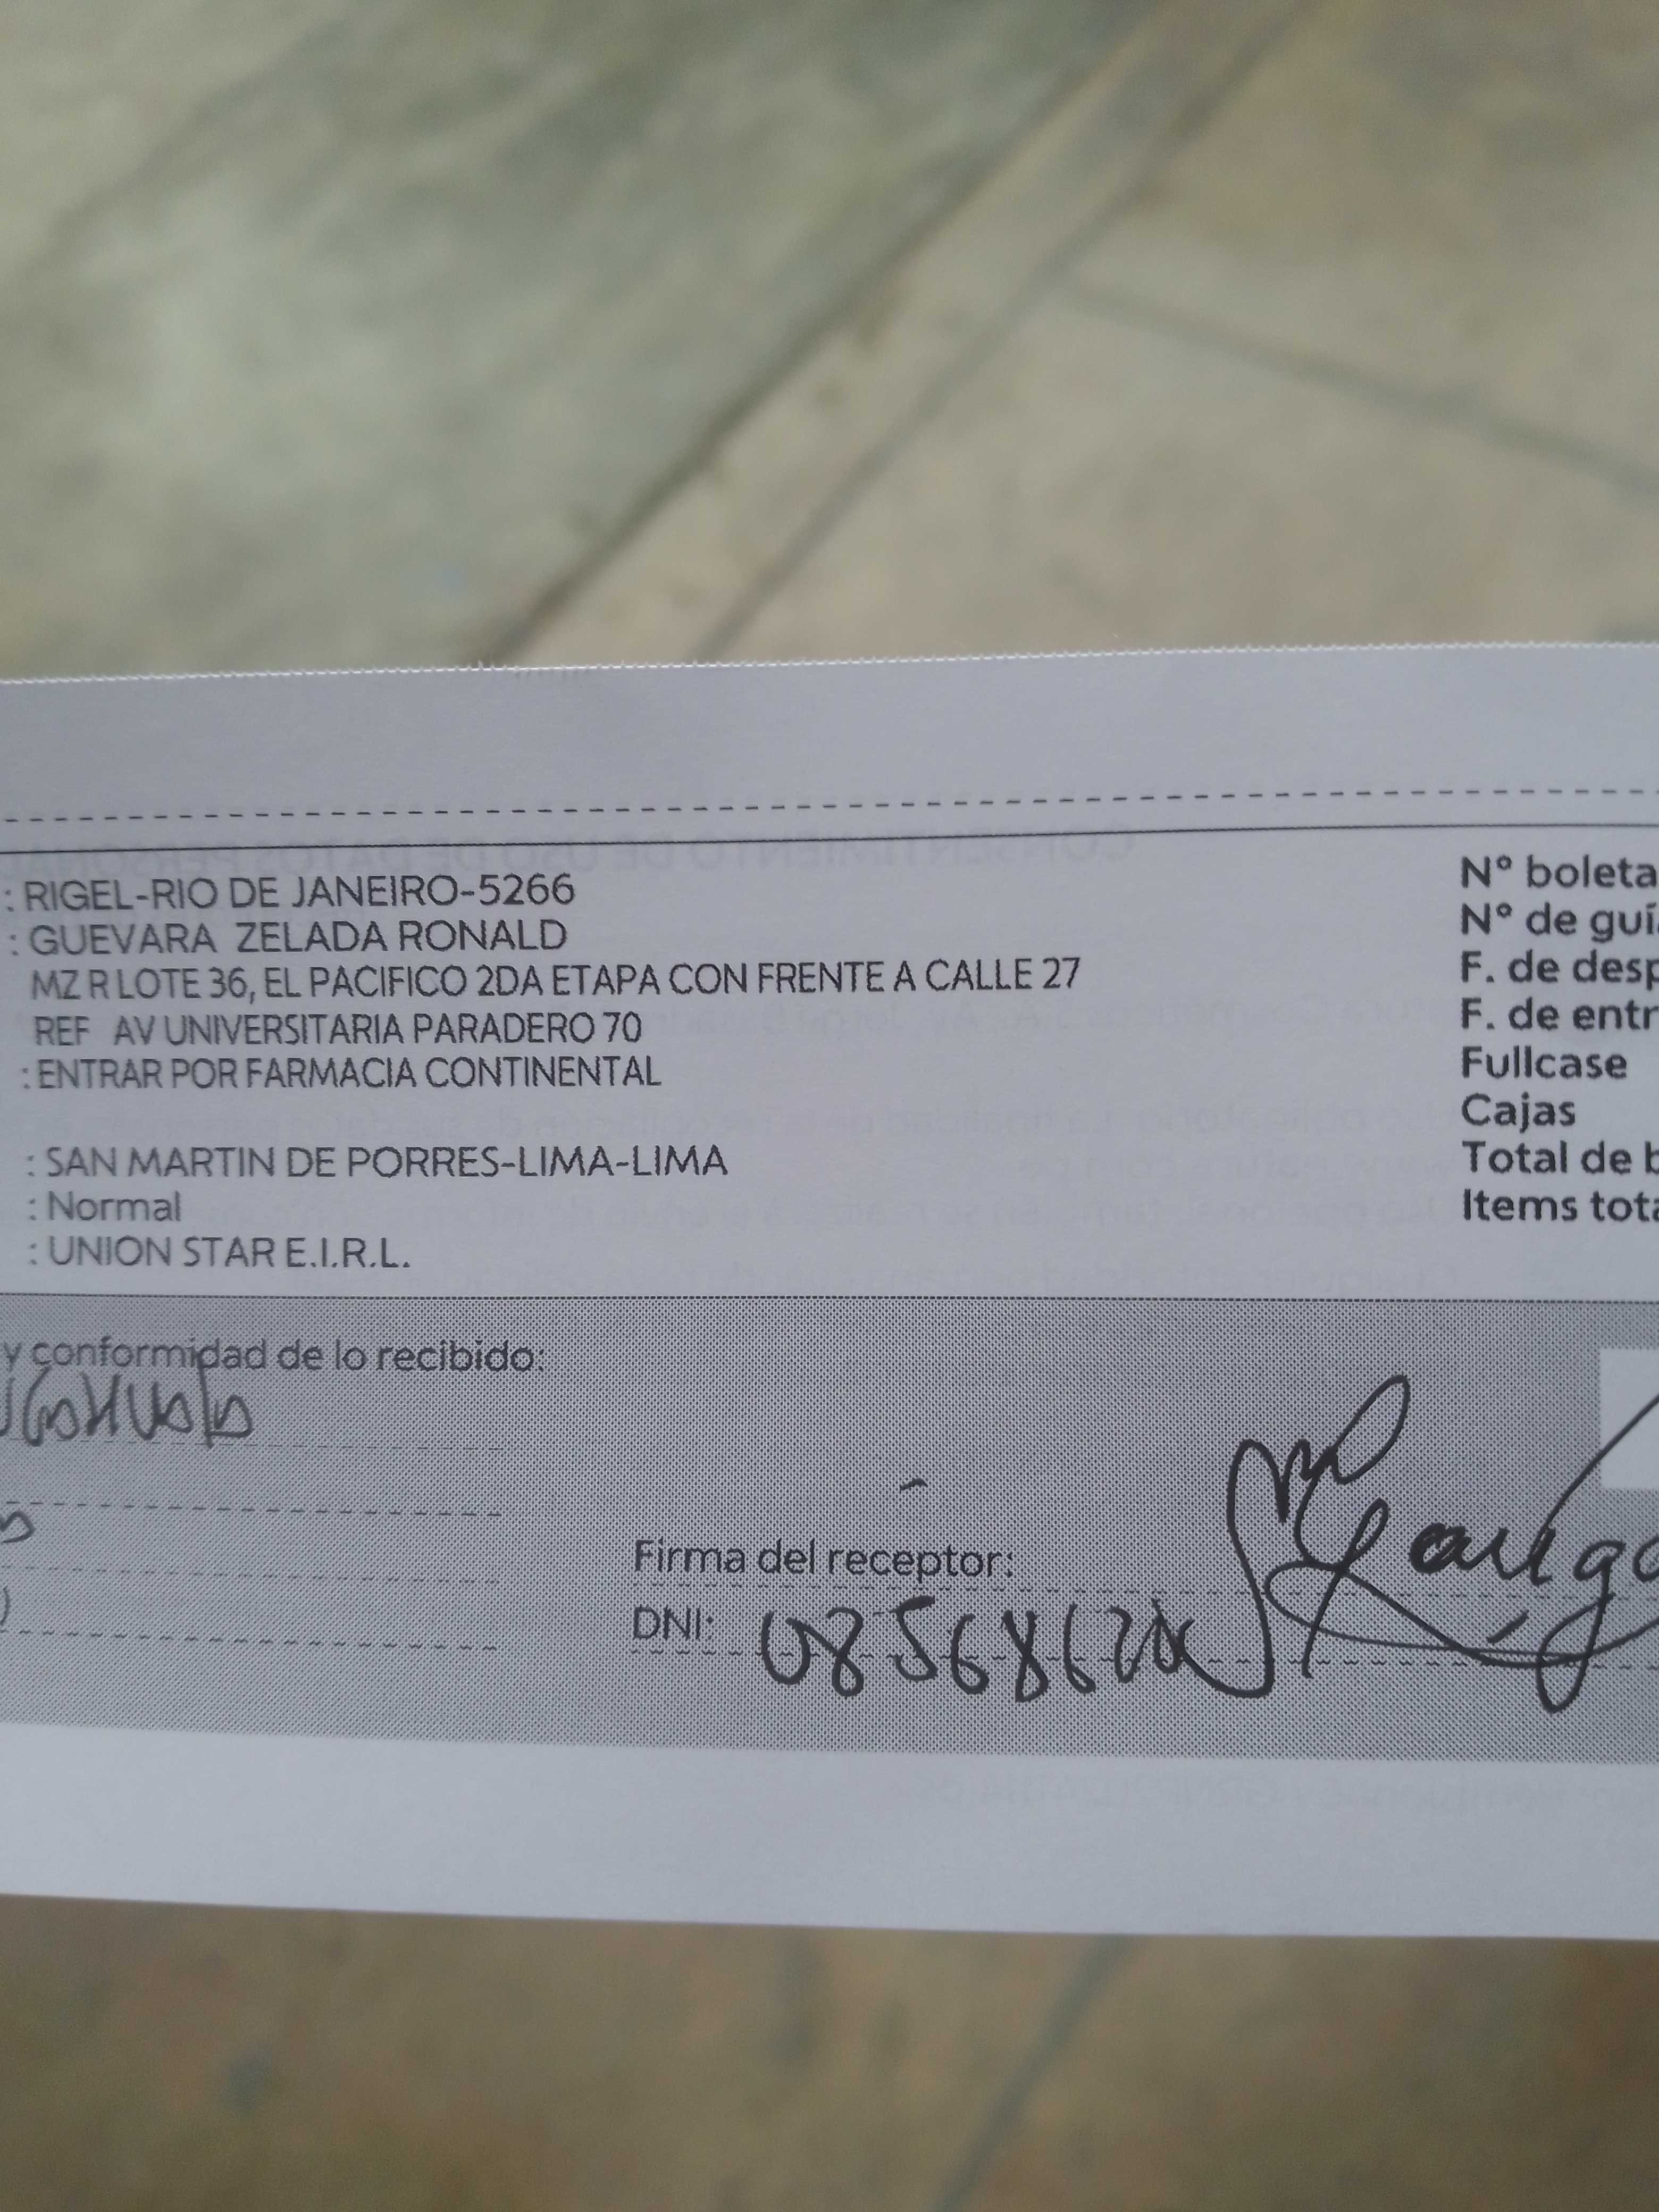 : RIGEL-RIO DE JANEIRO-5266
: GUEVARA ZELADA RONALD
MZ R LOTE 36, EL PACIFICO 2DA ETAPA CON FRENTE A CALLE 27
REF AV UNIVERSITARIA PARADERO 70
: ENTRAR POR FARMACIA CONTINENTAL
: SAN MARTIN DE PORRES-LIMA-LIMA
: Normal
: UNION STAR E.I.R.L.
N° boleta
N° de guí
F. de desp
F. de entr
Fullcase
Cajas
Total de b
Items tota
y conformidad de lo recibido:
Firma del receptor:
DNI: